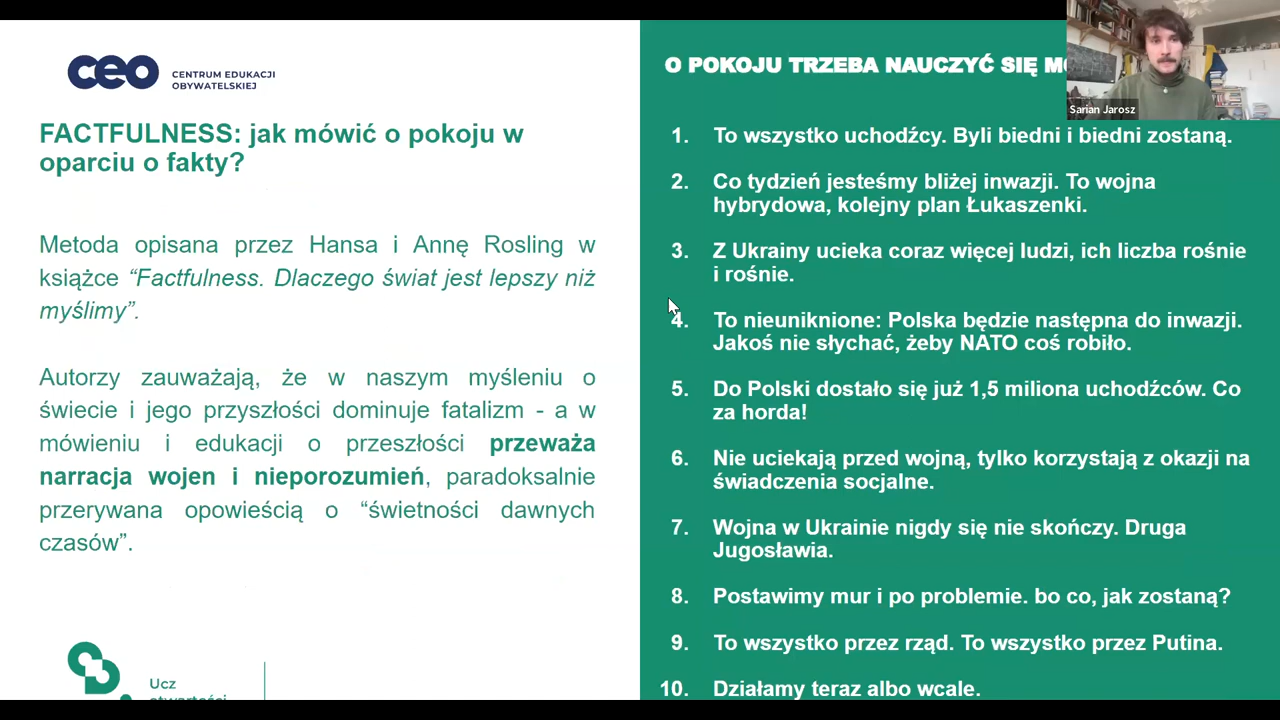 ceo CENTRUM EDUKACJI
OBYWATELSKIEJ
FACTFULNESS: jak mówić o pokoju w
oparciu o fakty?
Metoda opisana przez Hansa i Annę Rosling w
książce “Factfulness. Dlaczego świat jest lepszy niż
myślimy”.
Autorzy zauważają, że w naszym myśleniu o
świecie i jego przyszłości dominuje fatalizm - a w
mówieniu i edukacji o przeszłości przeważa
narracja wojen i nieporozumień, paradoksalnie
przerywana opowieścią o “świetności dawnych
czasów”.
Ucz
otwartości
O POKOJU TRZEBA NAUCZYĆ SIĘ
Sarian Jarosz
1. To wszystko uchodźcy. Byli biedni i biedni zostaną.
2. Co tydzień jesteśmy bliżej inwazji. To wojna
hybrydowa, kolejny plan Łukaszenki.
3. Z Ukrainy ucieka coraz więcej ludzi, ich liczba rośnie
i rośnie.
4. To nieuniknione: Polska będzie następna do inwazji.
Jakoś nie słychać, żeby NATO coś robiło.
5. Do Polski dostało się już 1,5 miliona uchodźców. Co
za horda!
6. Nie uciekają przed wojną, tylko korzystają z okazji na
świadczenia socjalne.
7. Wojna w Ukrainie nigdy się nie skończy. Druga
Jugosławia.
8. Postawimy mur i po problemie. bo co, jak zostaną?
9. To wszystko przez rząd. To wszystko przez Putina.
10. Działamy teraz albo wcale.